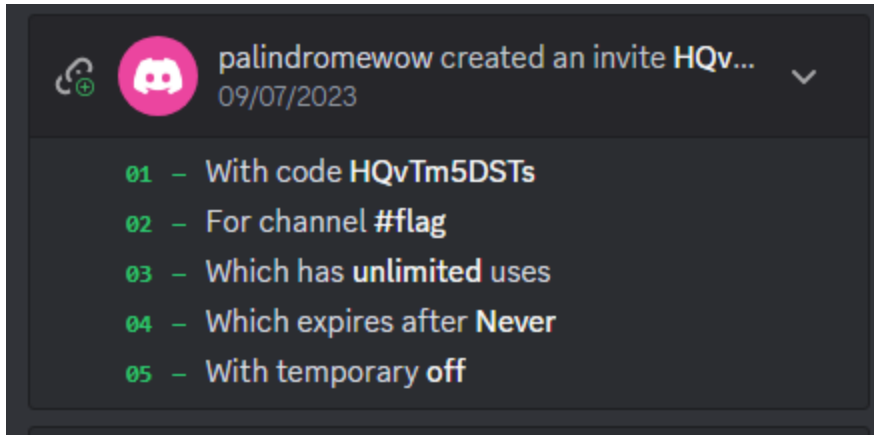 palindromewow created an invite HQv...
09/07/2023
01 – With code HQvTm5DSTs
02 – For channel #flag
03 – Which has unlimited uses
04 – Which expires after Never
05 – With temporary off